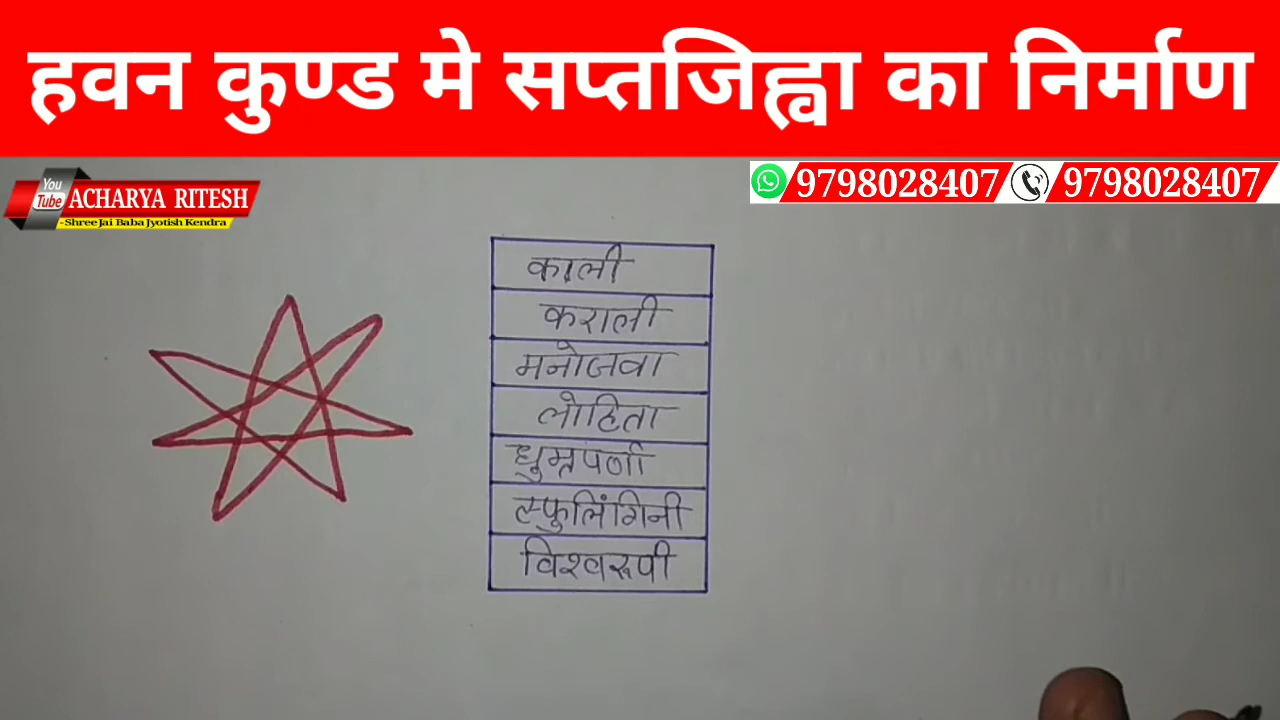 हवन कुण्ड मे सप्तजिह्वा का निर्माण
You
Tube
ACHARYA RITESH
-Shree Jai Baba Jyotish Kendra
9798028407 9798028407
काली
कराली
मनोजवा
लोहिता
धुम्रपर्णा
स्फुलिंगिनी
विश्वरूपी